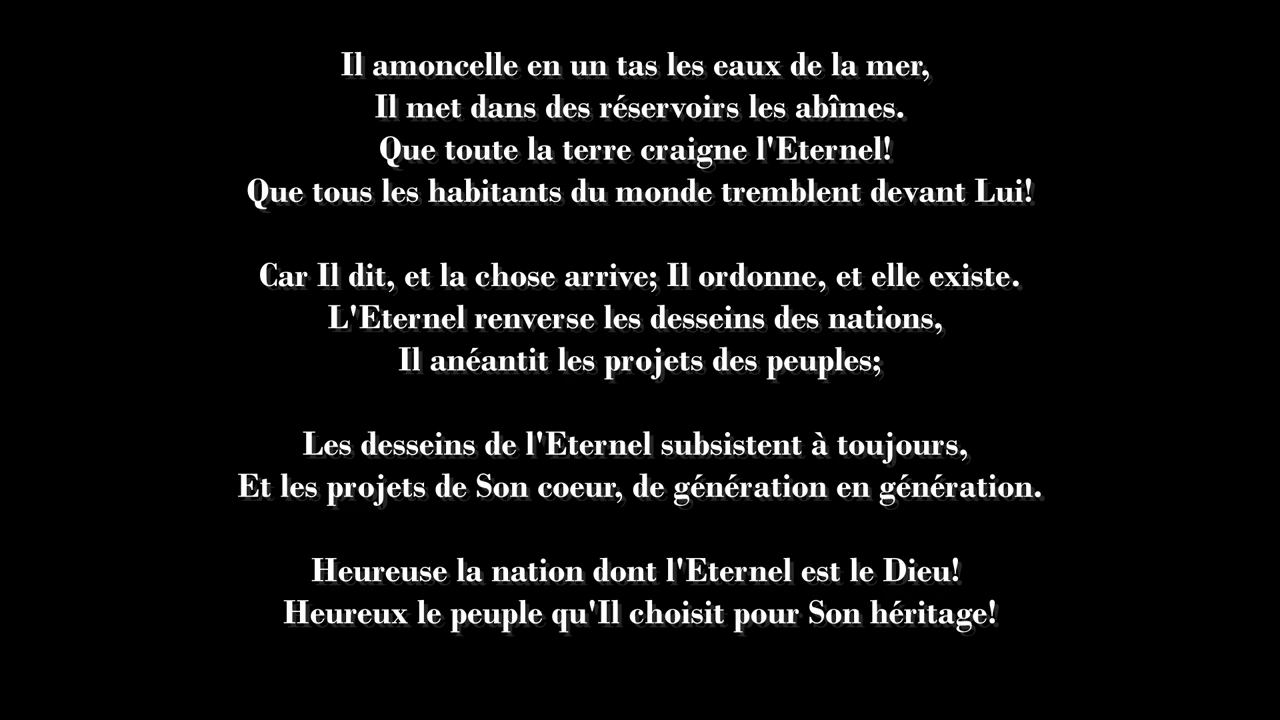 Il amoncelle en un tas les eaux de la mer,
Il met dans des réservoirs les abîmes.
Que toute la terre craigne l'Eternel!
Que tous les habitants du monde tremblent devant Lui!
Car Il dit, et la chose arrive; Il ordonne, et elle existe.
L'Eternel renverse les desseins des nations,
Il anéantit les projets des peuples;
Les desseins de l'Eternel subsistent à toujours,
Et les projets de Son coeur, de génération en génération.
Heureuse la nation dont l'Eternel est le Dieu!
Heureux le peuple qu'Il choisit pour Son héritage!